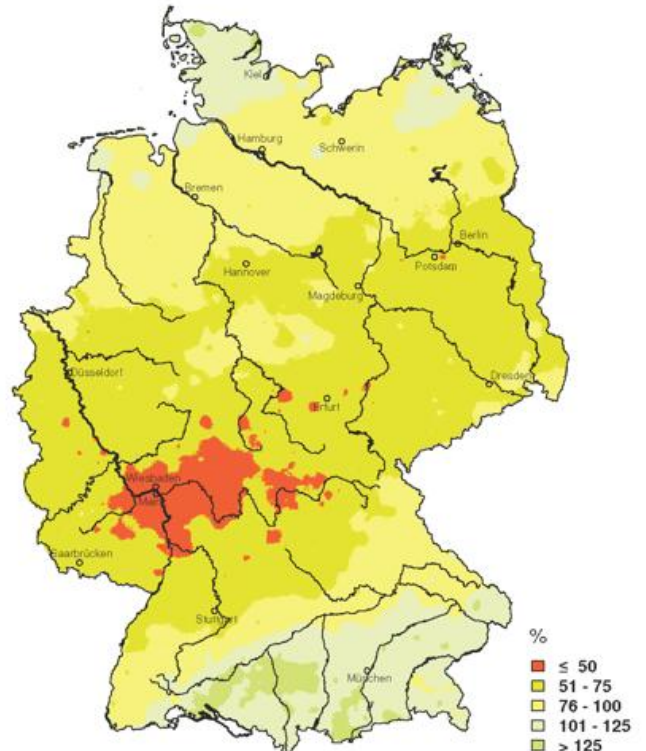 Kiel
Hamburg
Schwerin
Bremen
Berlin
Hannover
Potsdam
Magdeburg
Düsseldorf
Dresden
Erfurt
Wiesbaden
Saarbrücken
Stuttgart
München
%
≤ 50
51 - 75
76 - 100
101 - 125
> 125